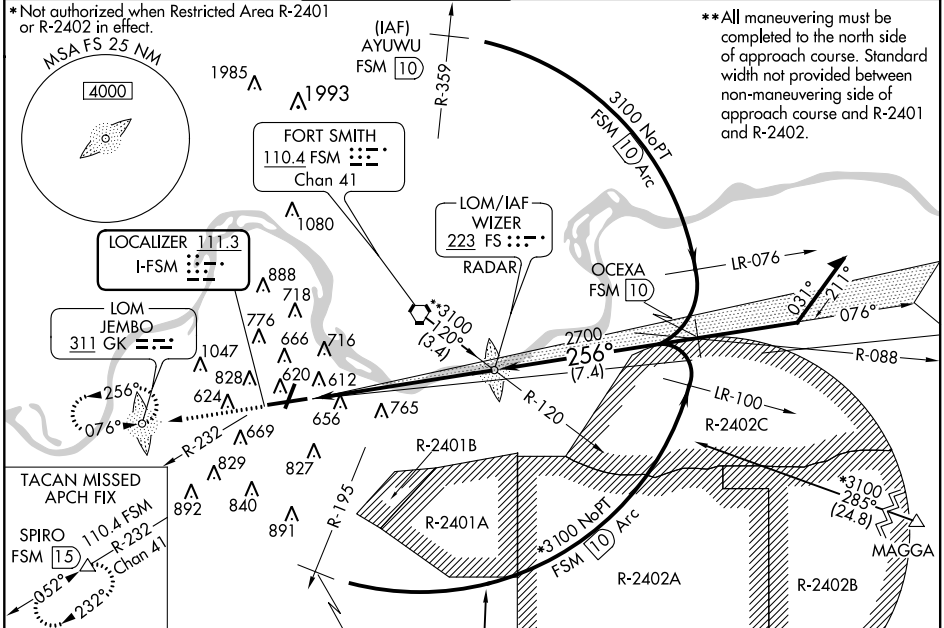 *Not authorized when Restricted Area R-2401
or R-2402 in effect.
MSA FS 25 NM
4000
1985
1993
(IAF)
AYUWU
FSM 10
R-359
**All maneuvering must be
completed to the north side
of approach course. Standard
width not provided between
non-maneuvering side of
approach course and R-2401
and R-2402.
3100 NoPT
FSM 10 Arc
FORT SMITH
110.4 FSM
Chan 41
1080
LOM/IAF
WIZER
223 FS
RADAR
LOCALIZER 111.3
I-FSM
OCEXA
FSM 10
LR-076
031°
211°
076°
R-088
LOM
JEMBO
311 GK
888
718
776
666
716
1047
828
620
612
624
656
765
669
829
827
892
840
891
**3100
120°
(3.4)
2700
256°
(7.4)
R-120
LR-100
R-2402C
256°
076°
R-232
R-2401B
R-2401A
R-195
*3100 NoPT
FSM 10 Arc
R-2402A
R-2402B
*3100
285°
(24.8)
MAGGA
TACAN MISSED
APCH FIX
SPIRO
FSM 15
110.4 FSM
R-232
Chan 41
052°
232°